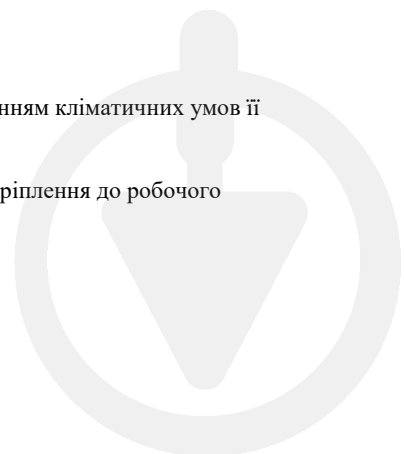 нням кліматичних умов її
ріплення до робочого